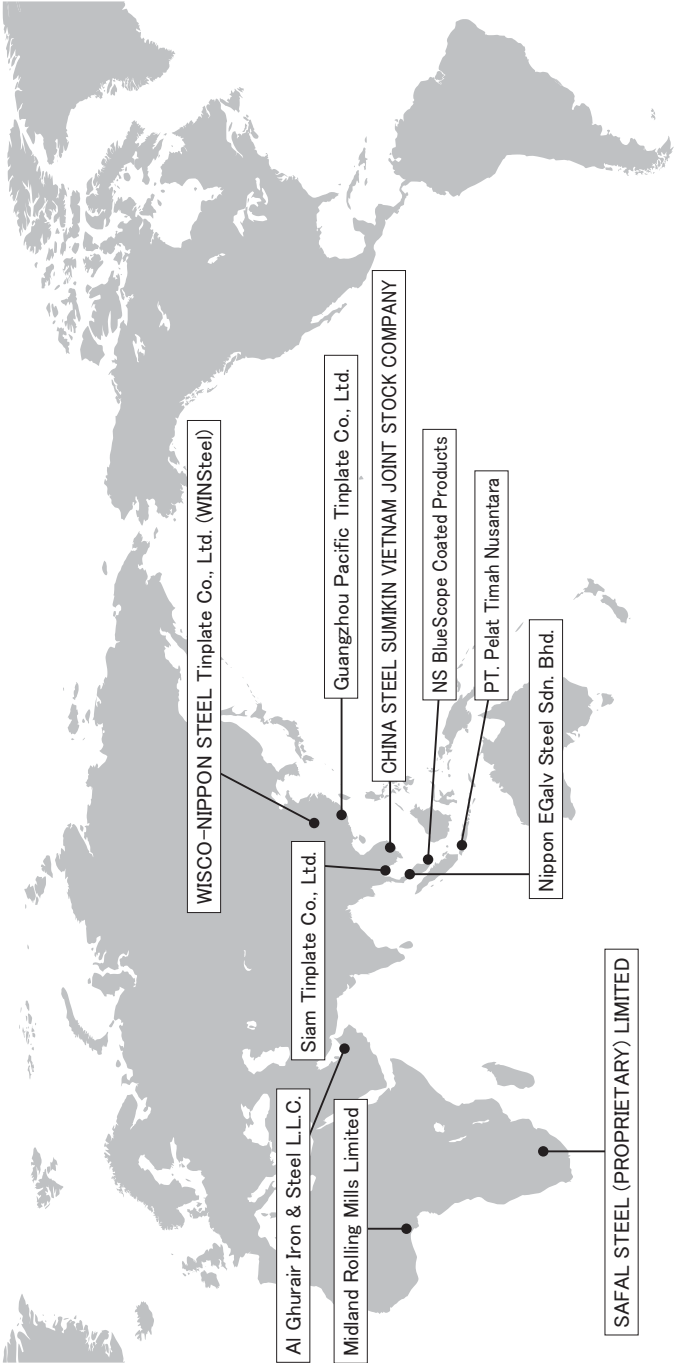 WISCO-NIPPON STEEL Tinplate Co., Ltd. (WINSteel)
Guangzhou Pacific Tinplate Co., Ltd.
CHINA STEEL SUMIKIN VIETNAM JOINT STOCK COMPANY
NS BlueScope Coated Products
PT. Pelat Timah Nusantara
Nippon EGalv Steel Sdn. Bhd.
Siam Tinplate Co., Ltd.
Al Ghurair Iron & Steel L.L.C.
Midland Rolling Mills Limited
SAFAL STEEL (PROPRIETARY) LIMITED